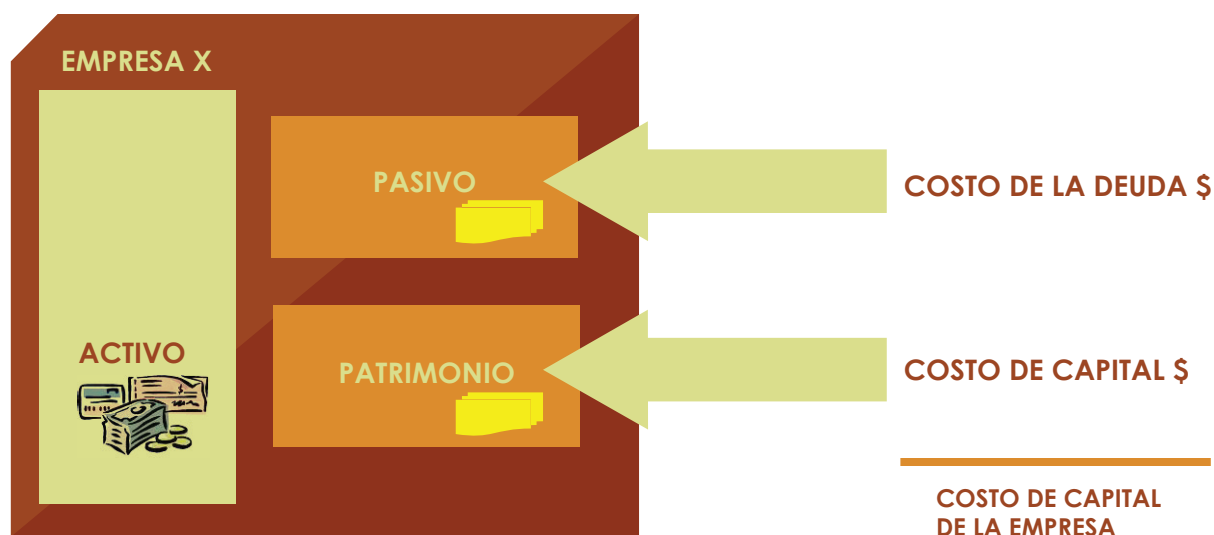 EMPRESA X
PASIVO
COSTO DE LA DEUDA $
ACTIVO
PATRIMONIO
COSTO DE CAPITAL $
COSTO DE CAPITAL
DE LA EMPRESA